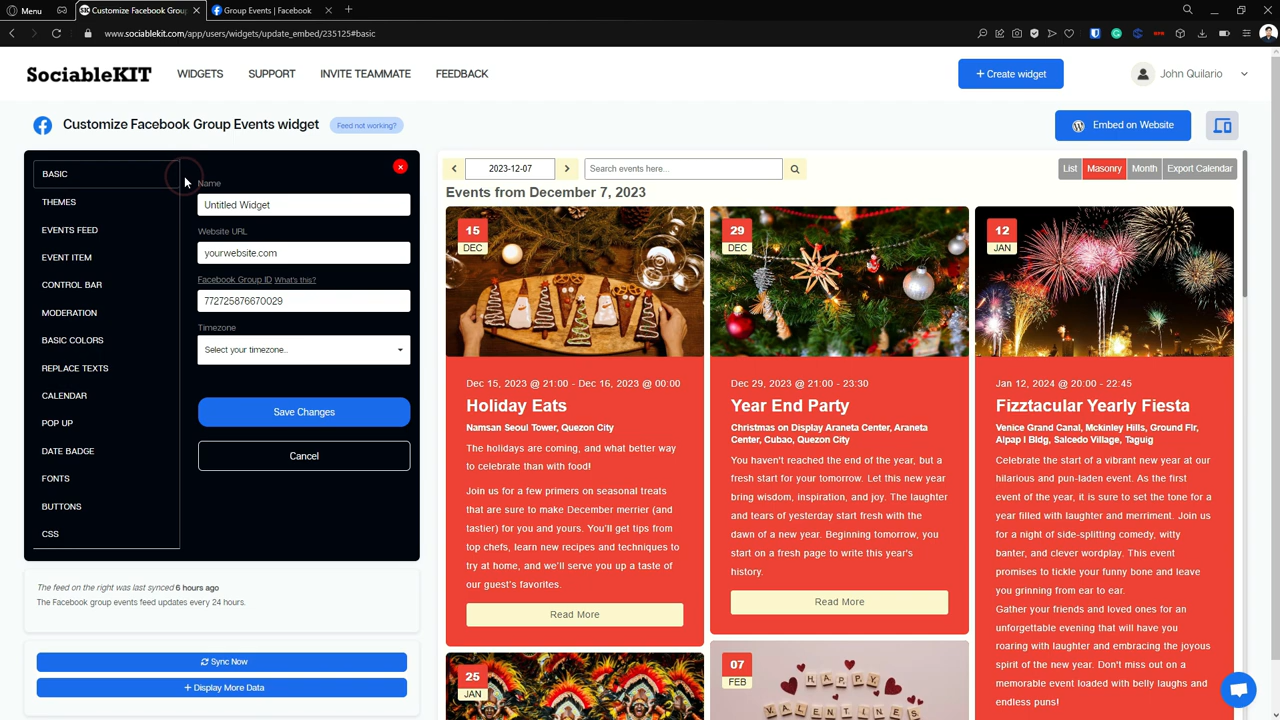 Menu
SK Customize Facebook Grou
Group Events | Facebook
www.sociablekit.com/app/users/widgets/update_embed/235125#basic
SociableKIT
WIDGETS
SUPPORT
INVITE TEAMMATE
FEEDBACK
+ Create widget
John Quilario
Customize Facebook Group Events widget
Feed not working?
Embed on Website
BASIC
THEMES
EVENTS FEED
EVENT ITEM
CONTROL BAR
MODERATION
BASIC COLORS
REPLACE TEXTS
CALENDAR
POP UP
DATE BADGE
FONTS
BUTTONS
CSS
Name
Untitled Widget
Website URL
yourwebsite.com
Facebook Group ID What's this?
772725876670029
Timezone
Select your timezone..
Save Changes
Cancel
The feed on the right was last synced 6 hours ago
The Facebook group events feed updates every 24 hours.
Sync Now
+ Display More Data
2023-12-07
Search events here...
List
Masonry
Month
Export Calendar
Events from December 7, 2023
15
DEC
Dec 15, 2023 @ 21:00 - Dec 16, 2023 @ 00:00
Holiday Eats
Namsan Seoul Tower, Quezon City
The holidays are coming, and what better way
to celebrate than with food!
Join us for a few primers on seasonal treats
that are sure to make December merrier (and
tastier) for you and yours. You'll get tips from
top chefs, learn new recipes and techniques to
try at home, and we'll serve you up a taste of
our guest's favorites.
Read More
25
JAN
29
DEC
Dec 29, 2023 @ 21:00 - 23:30
Year End Party
Christmas on Display Araneta Center, Araneta
Center, Cubao, Quezon City
You haven't reached the end of the year, but a
fresh start for your tomorrow. Let this new year
bring wisdom, inspiration, and joy. The laughter
and tears of yesterday start fresh with the
dawn of a new year. Beginning tomorrow, you
start on a fresh page to write this year's
history.
Read More
07
FEB
HAPPY
VALENTINES
12
JAN
Jan 12, 2024 @ 20:00 - 22:45
Fizztacular Yearly Fiesta
Venice Grand Canal, Mckinley Hills, Ground Flr,
Alpap I Bldg, Salcedo Village, Taguig
Celebrate the start of a vibrant new year at our
hilarious and pun-laden event. As the first
event of the year, it is sure to set the tone for a
year filled with laughter and merriment. Join us
for a night of side-splitting comedy, witty
banter, and clever wordplay. This event
promises to tickle your funny bone and leave
you grinning from ear to ear.
Gather your friends and loved ones for an
unforgettable evening that will have you
roaring with laughter and embracing the joyous
spirit of the new year. Don't miss out on a
memorable event loaded with belly laughs and
endless puns!